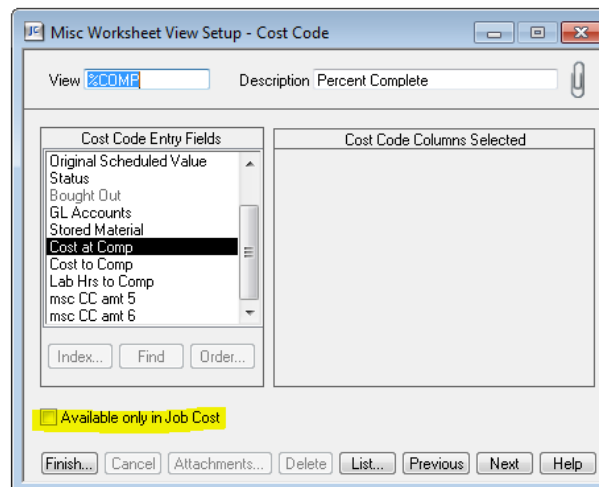 JC Misc Worksheet View Setup - Cost Code
View %COMP Description Percent Complete
Cost Code Entry Fields
Original Scheduled Value
Status
Bought Out
GL Accounts
Stored Material
Cost at Comp
Cost to Comp
Lab Hrs to Comp
msc CC amt 5
msc CC amt 6
Index... Find Order...
Cost Code Columns Selected
Available only in Job Cost
Finish... Cancel Attachments... Delete List... Previous Next Help